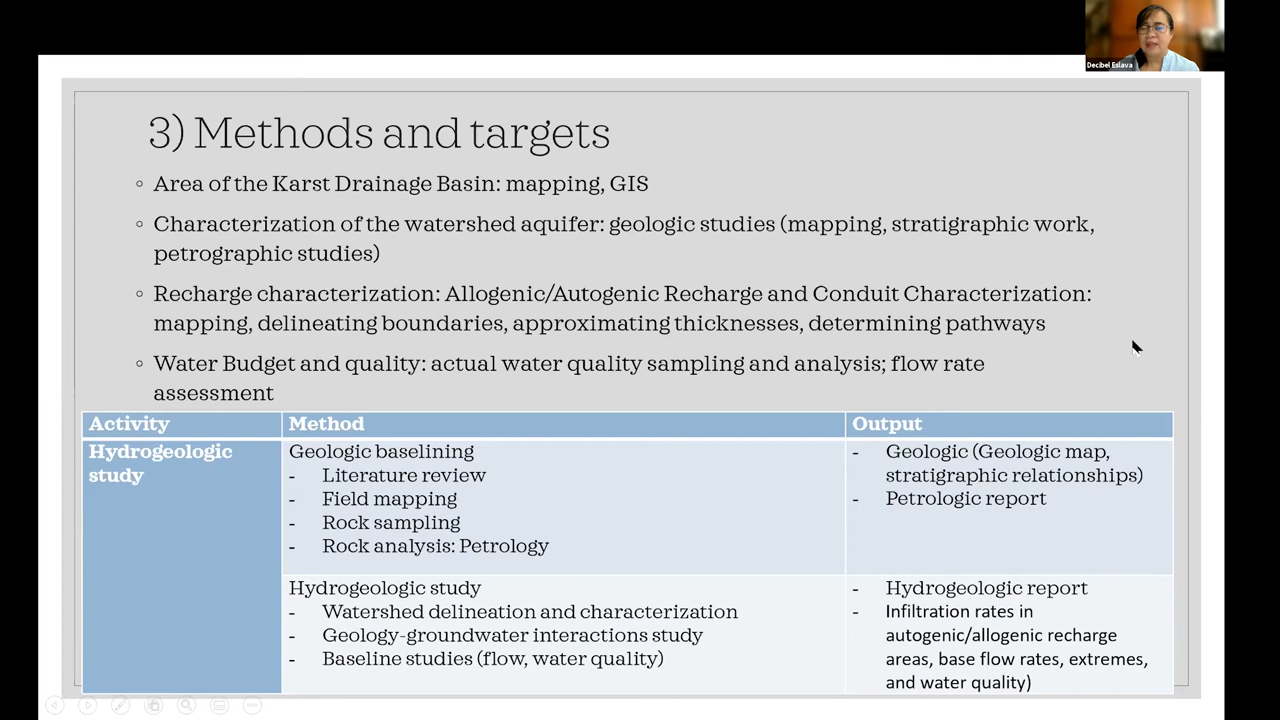 Decibel Eslava
3) Methods and targets
Area of the Karst Drainage Basin: mapping, GIS
Characterization of the watershed aquifer: geologic studies (mapping, stratigraphic work,
petrographic studies)
Recharge characterization: Allogenic/Autogenic Recharge and Conduit Characterization:
mapping, delineating boundaries, approximating thicknesses, determining pathways
Water Budget and quality: actual water quality sampling and analysis; flow rate
assessment
Activity
Method
Output
Hydrogeologic
study
Geologic baselining
- Literature review
- Field mapping
- Rock sampling
- Rock analysis: Petrology
- Geologic (Geologic map,
stratigraphic relationships)
- Petrologic report
Hydrogeologic study
- Watershed delineation and characterization
- Geology-groundwater interactions study
- Baseline studies (flow, water quality)
- Hydrogeologic report
- Infiltration rates in
autogenic/allogenic recharge
areas, base flow rates, extremes,
and water quality)